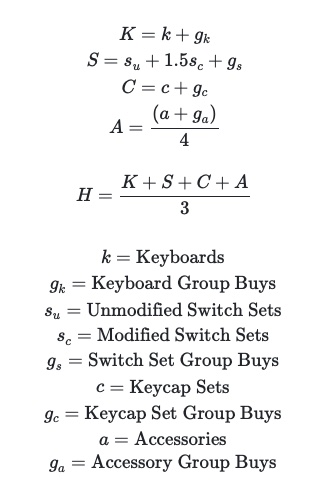 K = k + g_k
S = s_u + 1.5s_c + g_s
C = c + g_c
A = (a + g_a) / 4
H = K + S + C + A / 3
k = Keyboards
g_k = Keyboard Group Buys
s_u = Unmodified Switch Sets
s_c = Modified Switch Sets
g_s = Switch Set Group Buys
c = Keycap Sets
g_c = Keycap Set Group Buys
a = Accessories
g_a = Accessory Group Buys